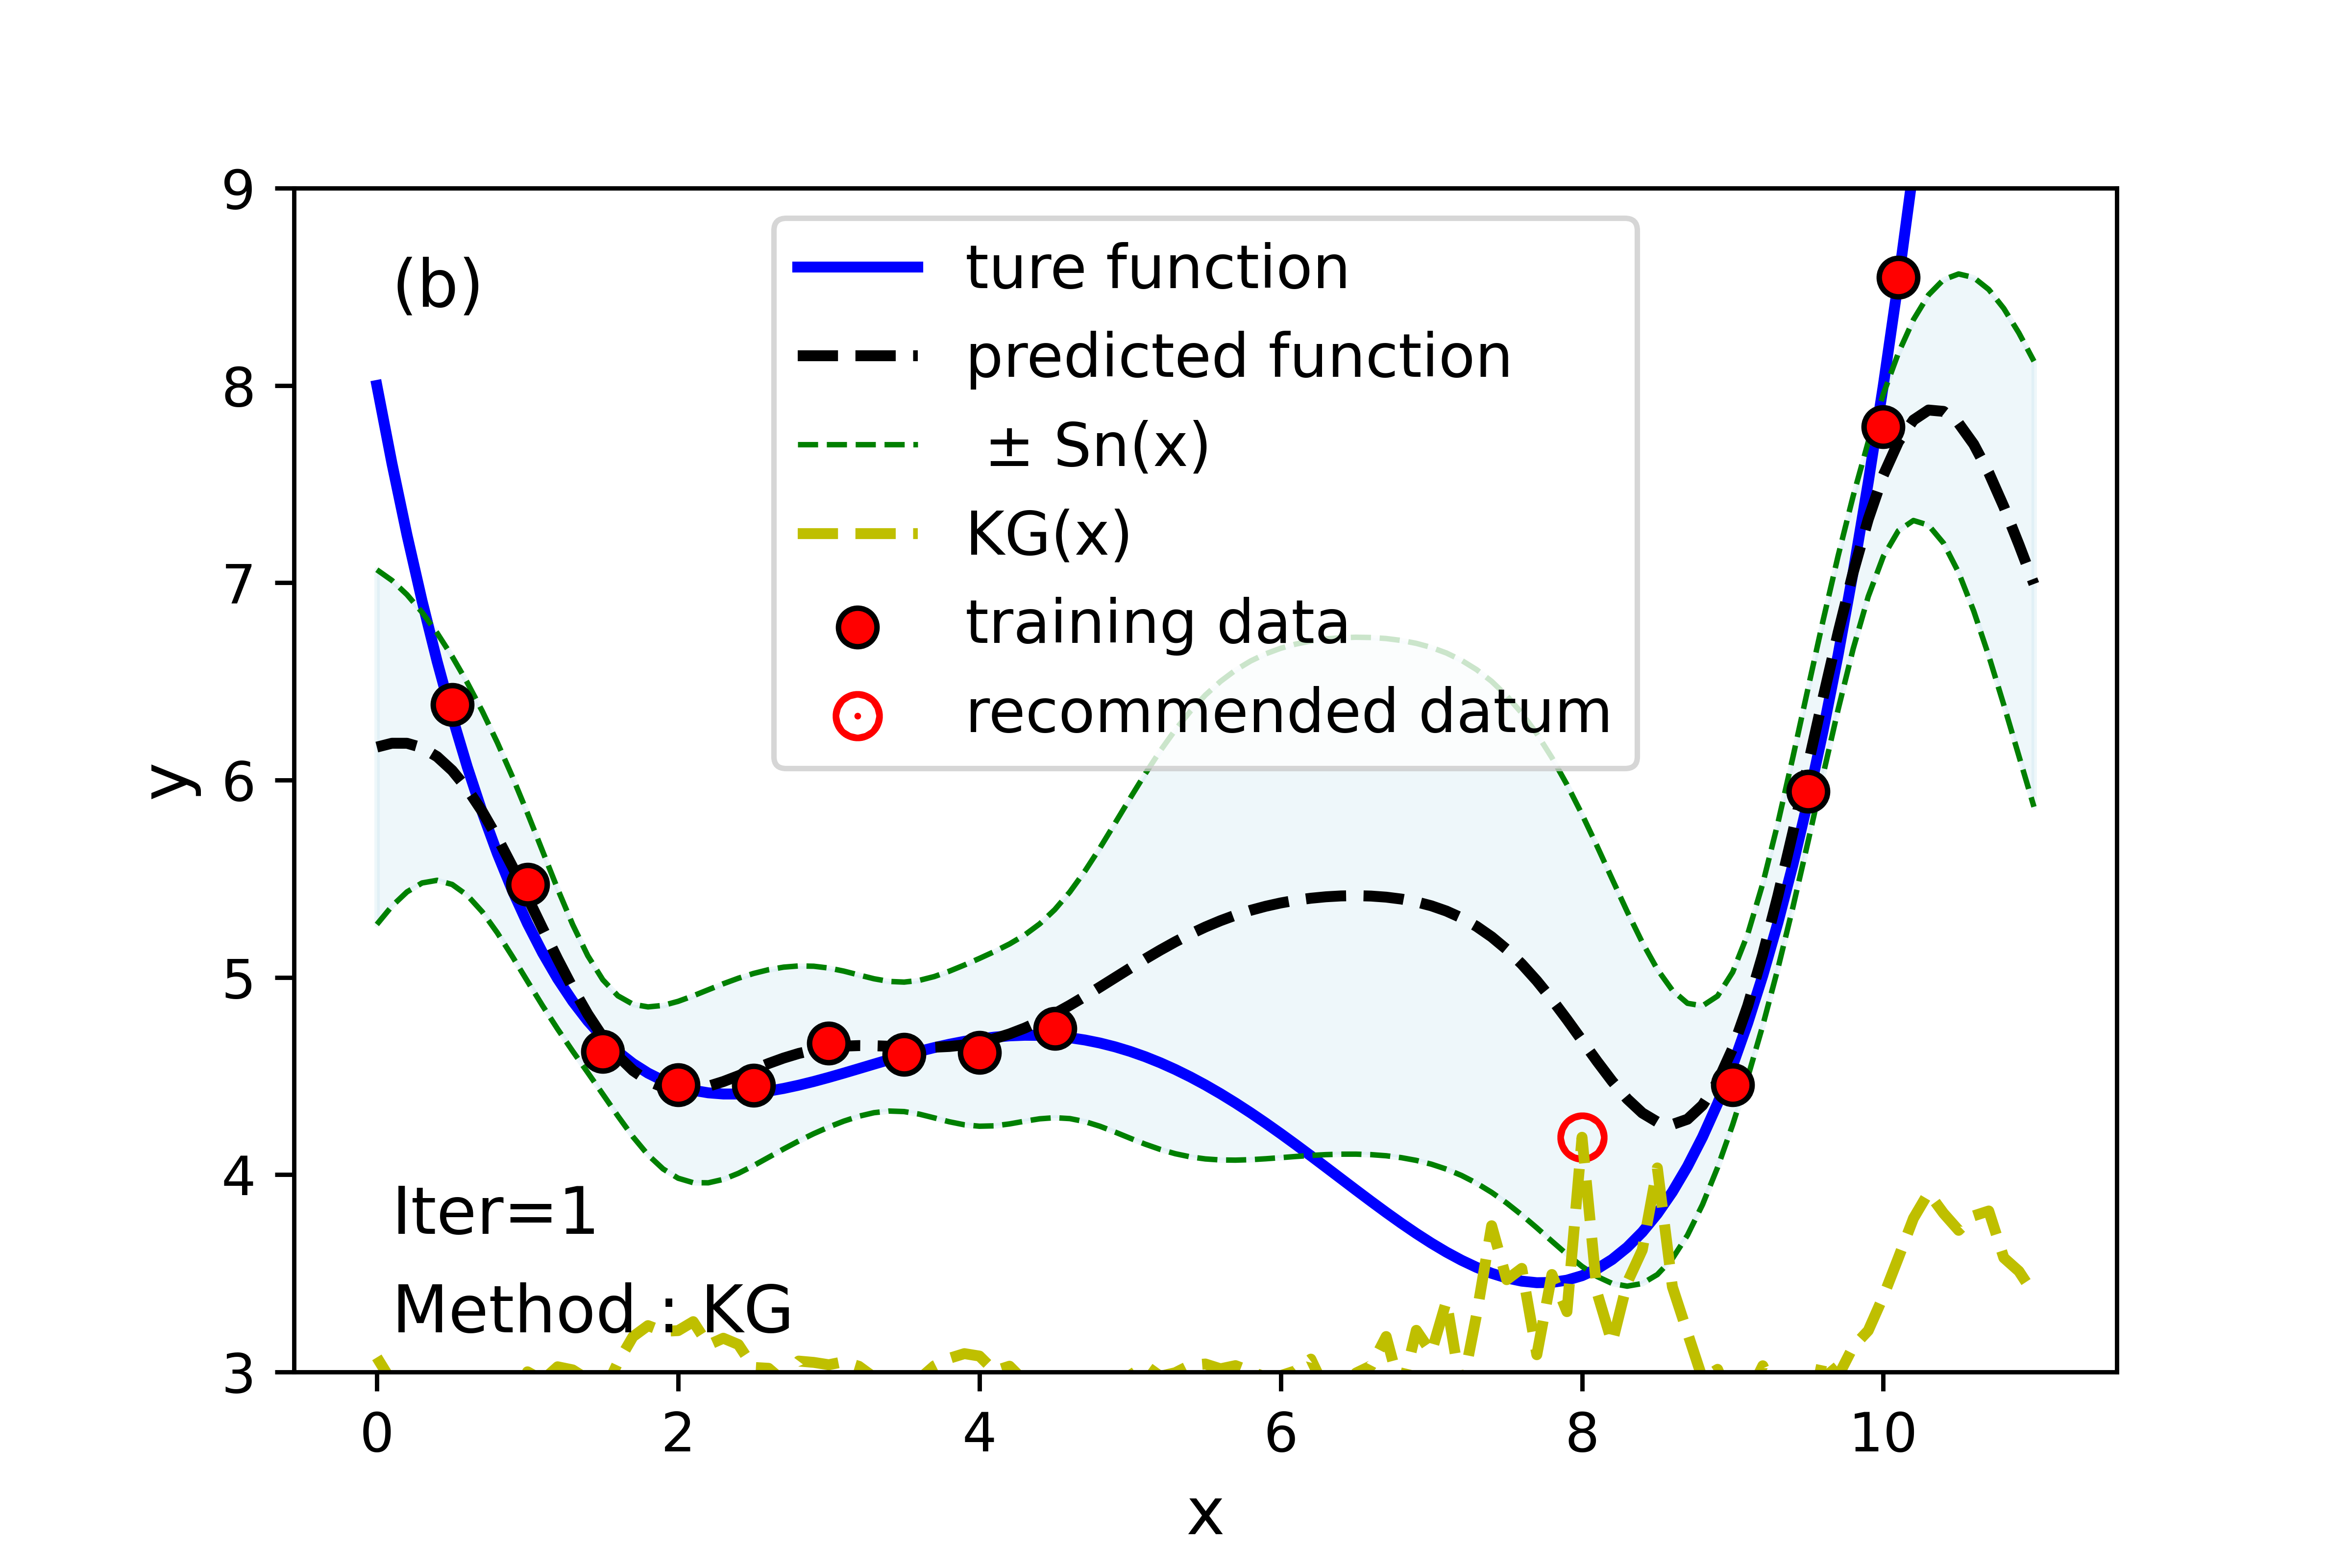 (b)
ture function
predicted function
± Sn(x)
KG(x)
training data
recommended datum
9
8
7
6
5
4
3
y
Iter=1
Method : KG
0 2 4 6 8 10
x